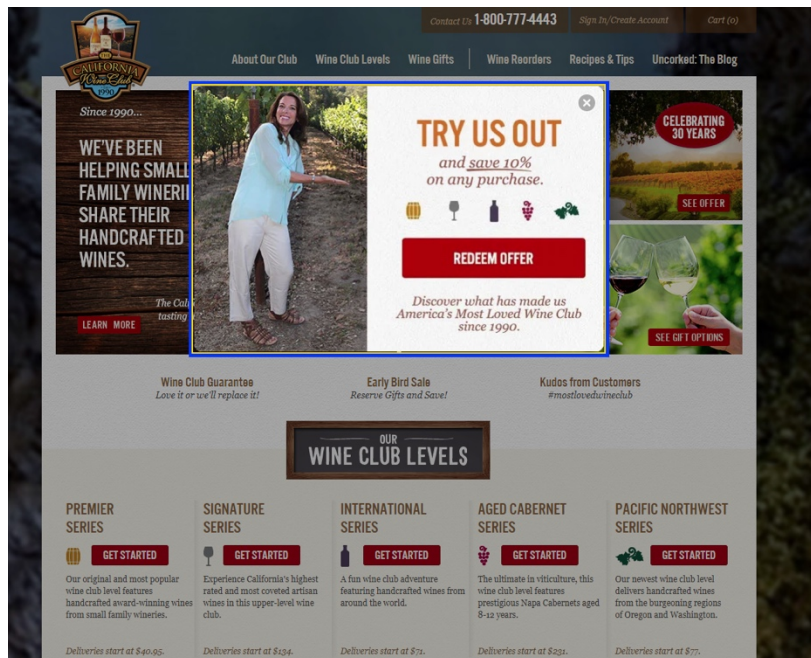 Contact Us 1-800-777-4443
Sign In/Create Account
Cart (0)
THE
CALIFORNIA
Wine Club
1990
About Our Club
Wine Club Levels
Wine Gifts
Wine Reorders
Recipes & Tips
Uncorked: The Blog
Since 1990...
WE'VE BEEN
HELPING SMALL
FAMILY WINERI
SHARE THEIR
HANDCRAFTED
WINES.
The Cali
tasting
LEARN MORE
TRY US OUT
and save 10%
on any purchase.
REDEEM OFFER
Discover what has made us
America's Most Loved Wine Club
since 1990.
CELEBRATING
30 YEARS
SEE OFFER
SEE GIFT OPTIONS
Wine Club Guarantee
Love it or we'll replace it!
Early Bird Sale
Reserve Gifts and Save!
Kudos from Customers
#mostlovedwineclub
OUR
WINE CLUB LEVELS
PREMIER
SERIES
GET STARTED
Our original and most popular
wine club level features
handcrafted award-winning wines
from small family wineries.
Deliveries start at $40.95.
SIGNATURE
SERIES
GET STARTED
Experience California's highest
rated and most coveted artisan
wines in this upper-level wine
club.
Deliveries start at $134.
INTERNATIONAL
SERIES
GET STARTED
A fun wine club adventure
featuring handcrafted wines from
around the world.
Deliveries start at $71.
AGED CABERNET
SERIES
GET STARTED
The ultimate in viticulture, this
wine club level features
prestigious Napa Cabernets aged
8-12 years.
Deliveries start at $231.
PACIFIC NORTHWEST
SERIES
GET STARTED
Our newest wine club level
delivers handcrafted wines
from the burgeoning regions
of Oregon and Washington.
Deliveries start at $77.